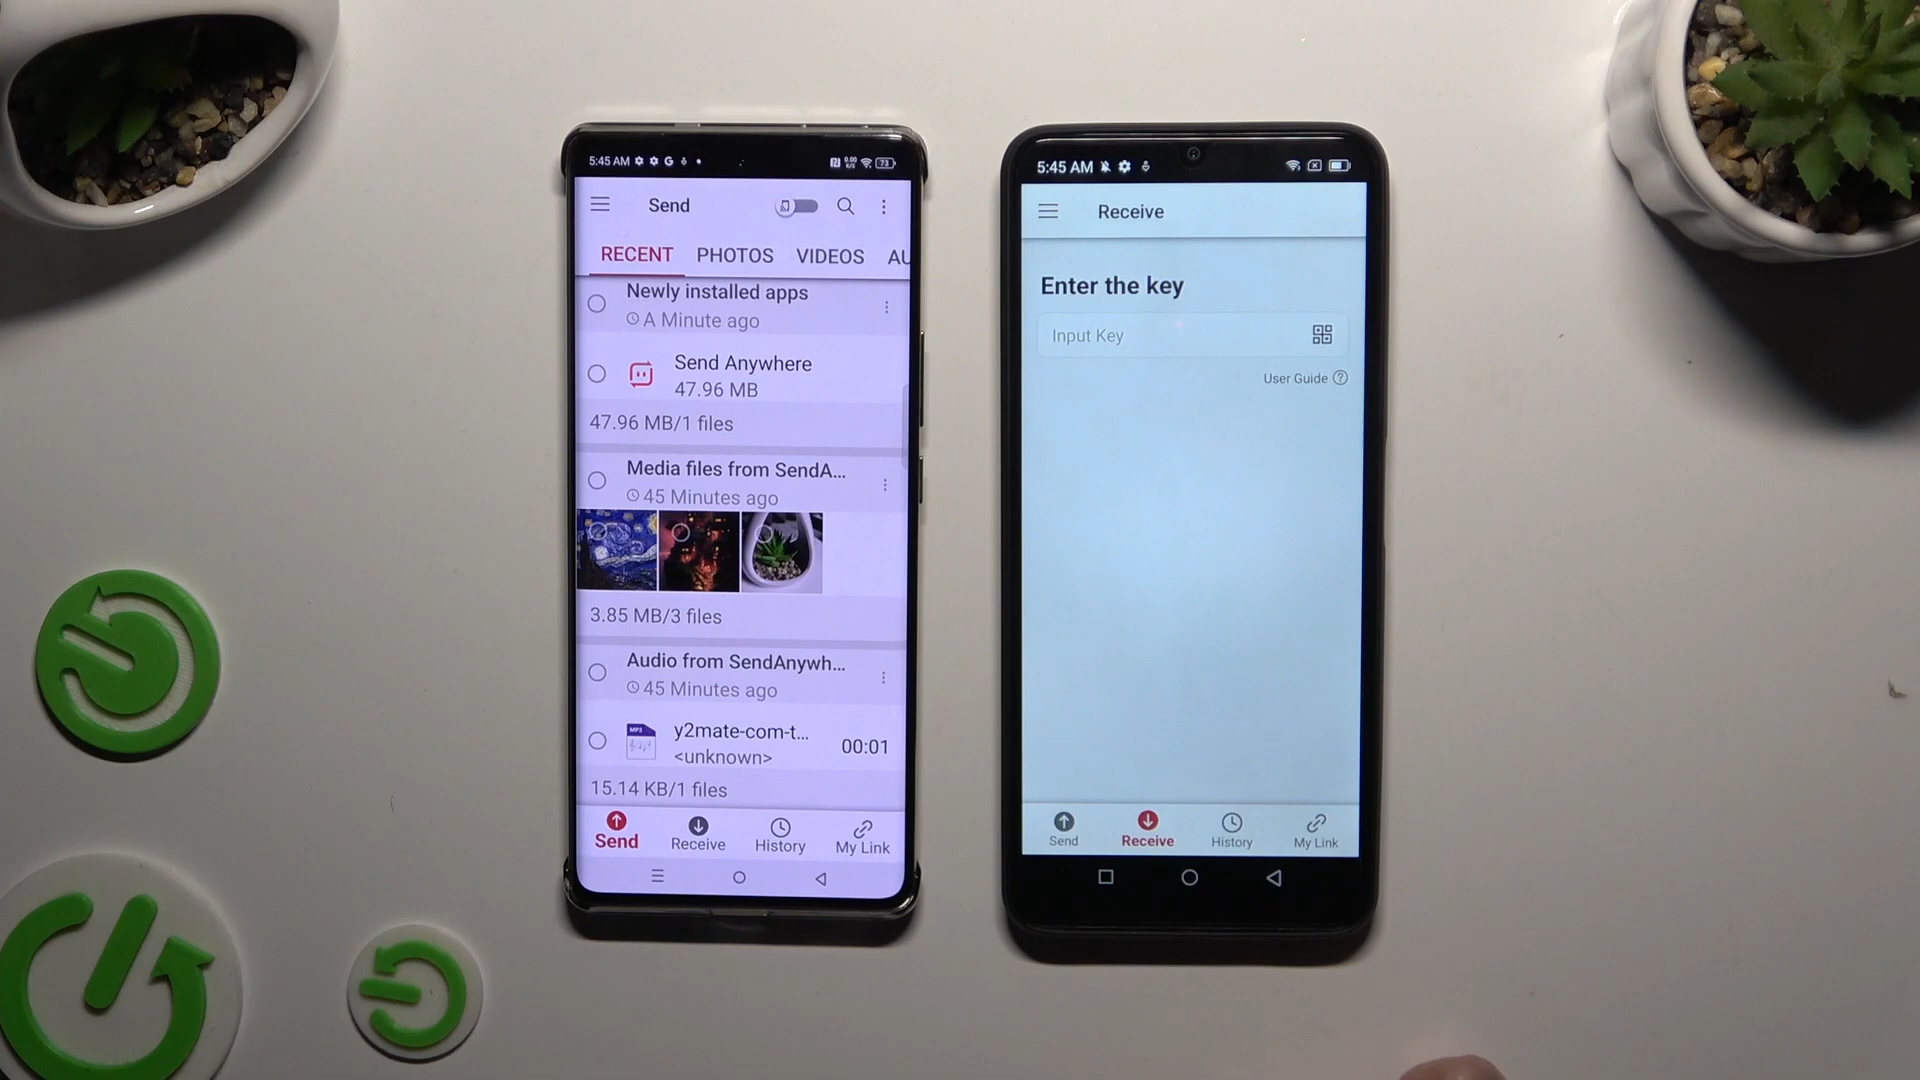 5:45 AM
73
Send
RECENT PHOTOS VIDEOS AU
Newly installed apps
A Minute ago
Send Anywhere
47.96 MB
47.96 MB/1 files
Media files from SendA...
45 Minutes ago
3.85 MB/3 files
Audio from SendAnywh...
45 Minutes ago
MP3
y2mate-com-t...
00:01
<unknown>
15.14 KB/1 files
Send Receive History My Link
5:45 AM
Receive
Enter the key
Input Key
User Guide ?
Send Receive History My Link